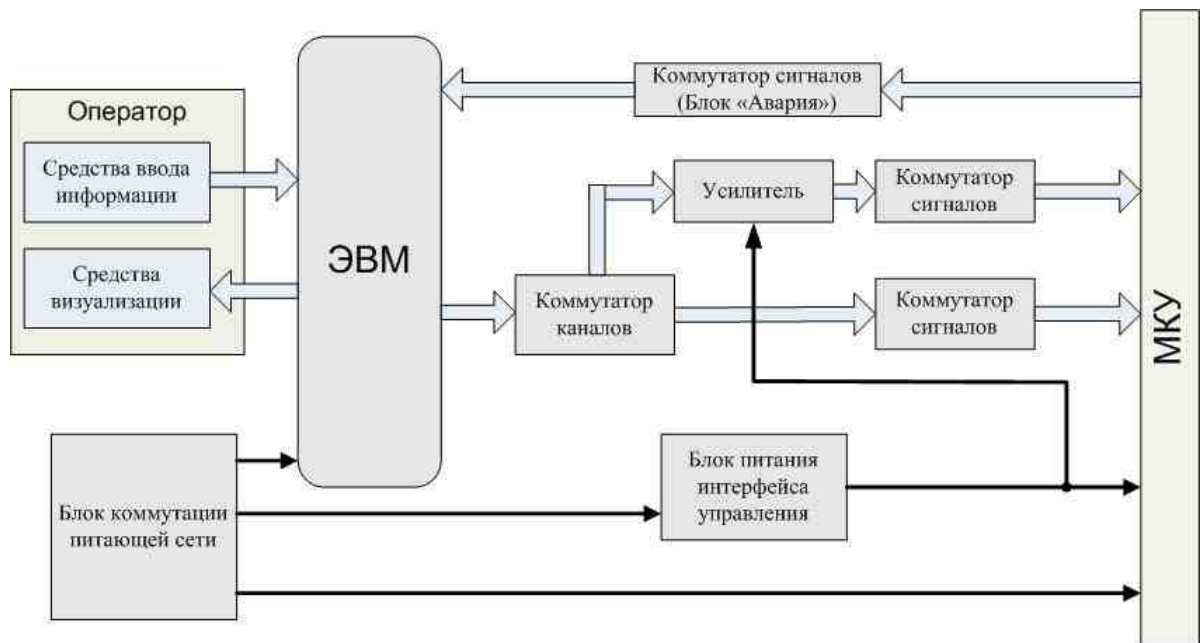 Оператор
Средства ввода
информации
Средства
визуализации
ЭВМ
Коммутатор сигналов
(Блок «Авария»)
Усилитель
Коммутатор
сигналов
Коммутатор
каналов
Коммутатор
сигналов
МКУ
Блок коммутации
питающей сети
Блок питания
интерфейса
управления